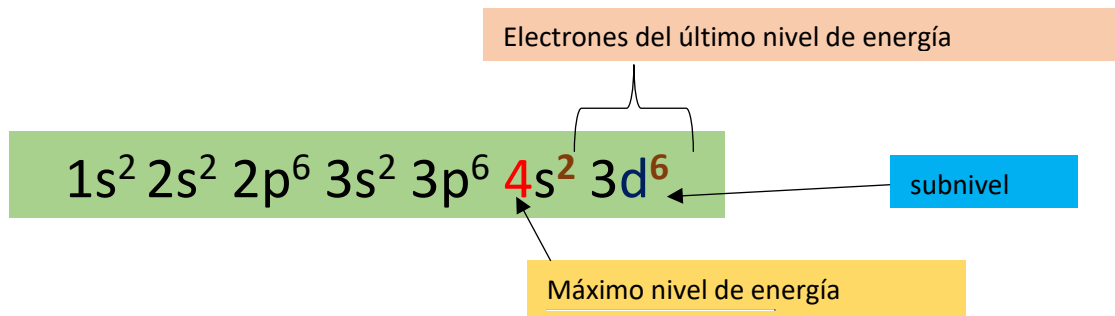 Electrones del último nivel de energía
1s² 2s² 2p⁶ 3s² 3p⁶ 4s² 3d⁶
subnivel
Máximo nivel de energía